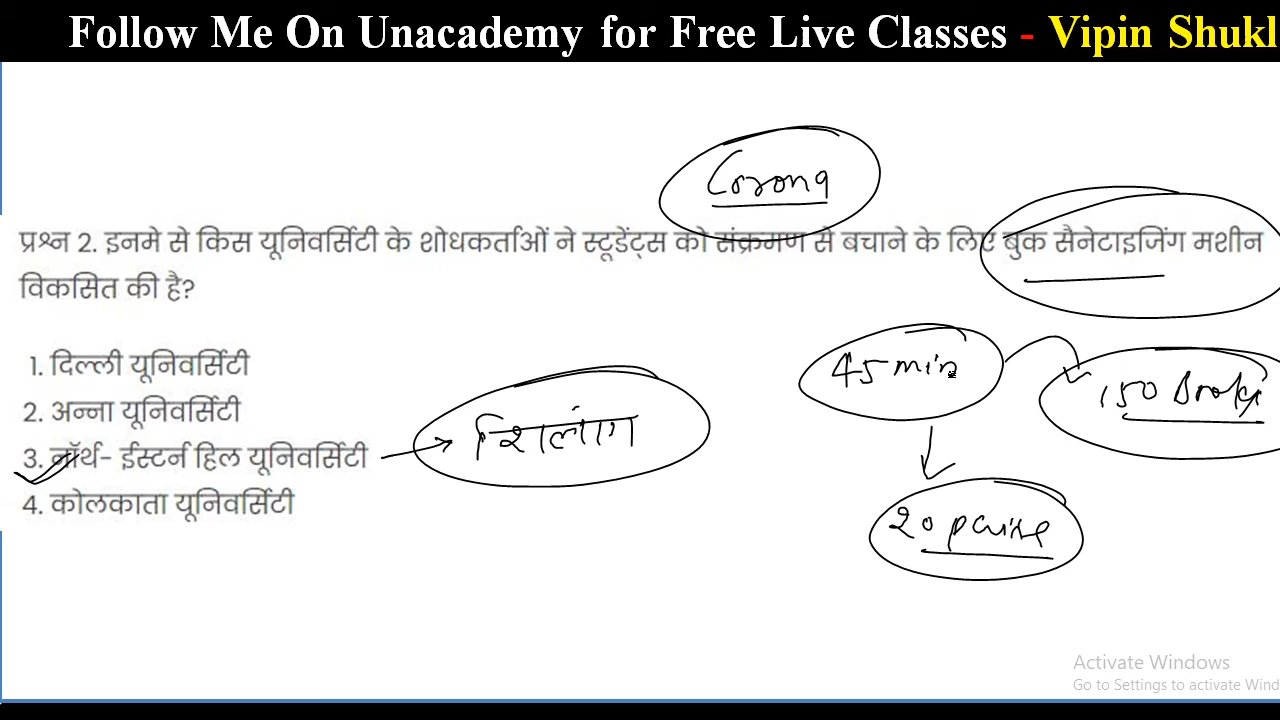 Follow Me On Unacademy for Free Live Classes - Vipin Shukl
Corona
प्रश्न 2. इनमे से किस यूनिवर्सिटी के शोधकर्ताओं ने स्टूडेंट्स को संक्रमण से बचाने के लिए बुक सैनेटाइजिंग मशीन
विकसित की है?
1. दिल्ली यूनिवर्सिटी
45 min
150
2. अन्ना यूनिवर्सिटी
शिलांग
3. नॉर्थ- ईस्टर्न हिल यूनिवर्सिटी
4. कोलकाता यूनिवर्सिटी
20 paise
Activate Windows
Go to Settings to activate Wind